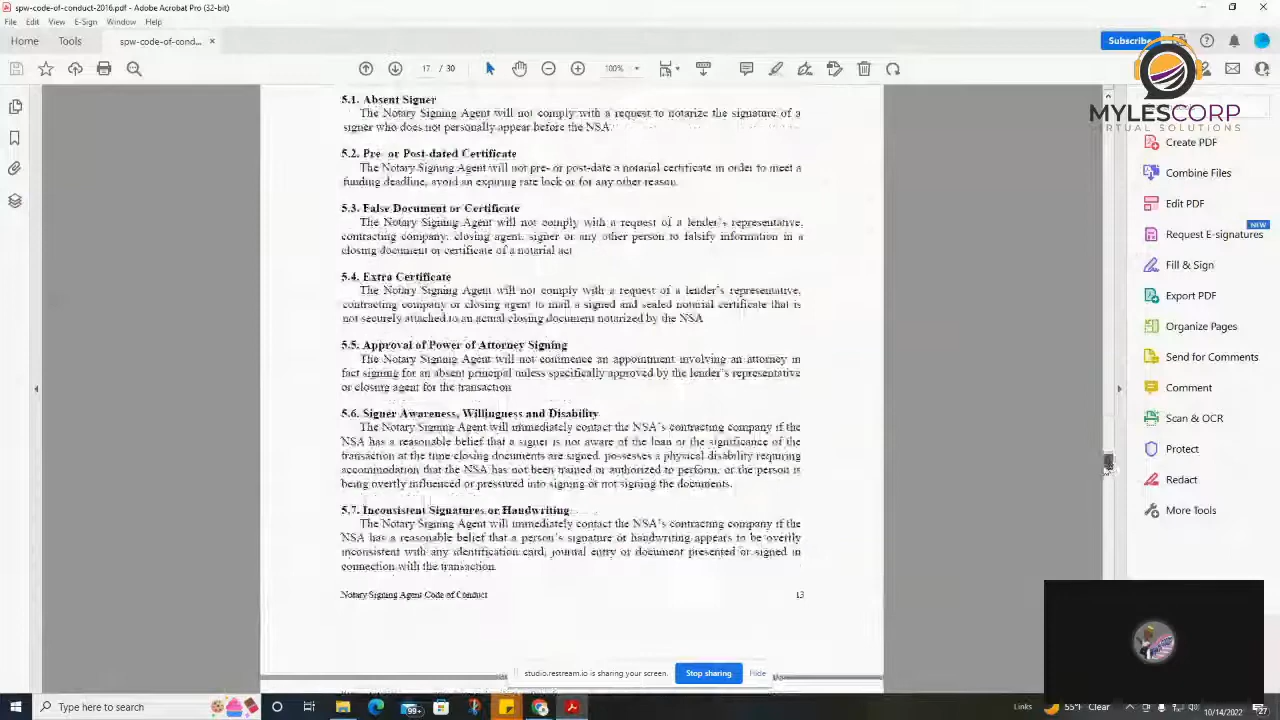 spw-code-of-conduct-2016.pdf - Adobe Acrobat Pro (32-bit)
File Edit View E-Sign Window Help
Home Tools spw-code-of-cond... ×
Subscribe
17 / 30
100%
MYLESCORP
VIRTUAL SOLUTIONS
5.1. Absent Signer
The Notary Signing Agent will not comply with a request to notarize the signature of a
signer who does not personally appear before the NSA.
5.2. Pre- or Post-dated Certificate
The Notary Signing Agent will not pre- or post-date a notarial certificate in order to meet a
funding deadline, avoid an expiring rate lock or for any other reason.
5.3. False Document or Certificate
The Notary Signing Agent will not comply with a request of a lender's representative,
contracting company, closing agent, signer or any other person to falsify information in a
closing document or certificate of a notarial act
5.4. Extra Certificate
The Notary Signing Agent will not comply with a request of a lender's representative,
contracting company or closing agent to mail a signed and sealed notarial certificate that is
not securely attached to an actual closing document notarized by the NSA
5.5. Approval of Power of Attorney Signing
The Notary Signing Agent will not commence an appointment involving an attorney in
fact signing for an absent principal unless specifically approved by the lender's representative
or closing agent for the transaction
5.6. Signer Awareness, Willingness and Disability
The Notary Signing Agent will immediately contact the NSA's contracting company if the
NSA has a reasonable belief that a signer is not aware of the loan or the significance of the
transaction at the time closing documents are signed, possesses a physical disability requiring
accommodation that the NSA has not been trained or authorized to perform, or the person is
being overtly influenced or pressured into signing or not signing the documents.
5.7. Inconsistent Signatures or Handwriting
The Notary Signing Agent will immediately contact the NSA's contracting company if the
NSA has a reasonable belief that a person's signature or handwriting appears to be overtly
inconsistent with any identification card, journal entry or document presented or signed in
connection with the transaction.
Notary Signing Agent Code of Conduct 13
Create PDF
Combine Files
Edit PDF
NEW
Request E-signatures
Fill & Sign
Export PDF
Organize Pages
Send for Comments
Comment
Scan & OCR
Protect
Redact
More Tools
studio.restream.io is sharing your screen. Stop sharing Hide
Type here to search
99+
Links
55°F Clear
10/14/2022
27